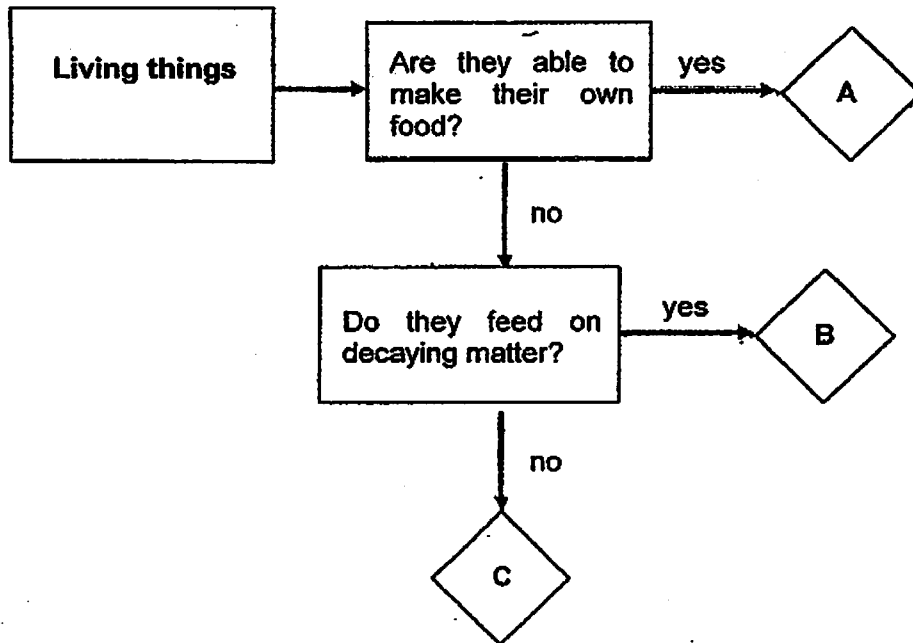 Living things
Are they able to
make their own
food?
yes
A
no
Do they feed on
decaying matter?
yes
B
no
C